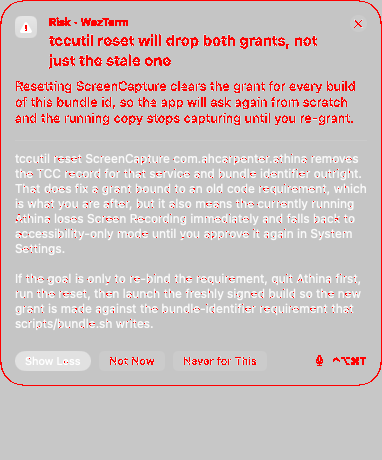 Risk · WezTerm
tccutil reset will drop both grants, not
just the stale one
Resetting ScreenCapture clears the grant for every build
of this bundle id, so the app will ask again from scratch
and the running copy stops capturing until you re-grant.
tccutil reset ScreenCapture com.ahcarpenter.athina removes
the TCC record for that service and bundle identifier outright.
That does fix a grant bound to an old code requirement, which
is what you are after, but it also means the currently running
Athina loses Screen Recording immediately and falls back to
accessibility-only mode until you approve it again in System
Settings.
If the goal is only to re-bind the requirement, quit Athina first,
run the reset, then launch the freshly signed build so the new
grant is made against the bundle-identifier requirement that
scripts/bundle.sh writes.
Show Less
Not Now
Never for This
⌃⌥⌘T